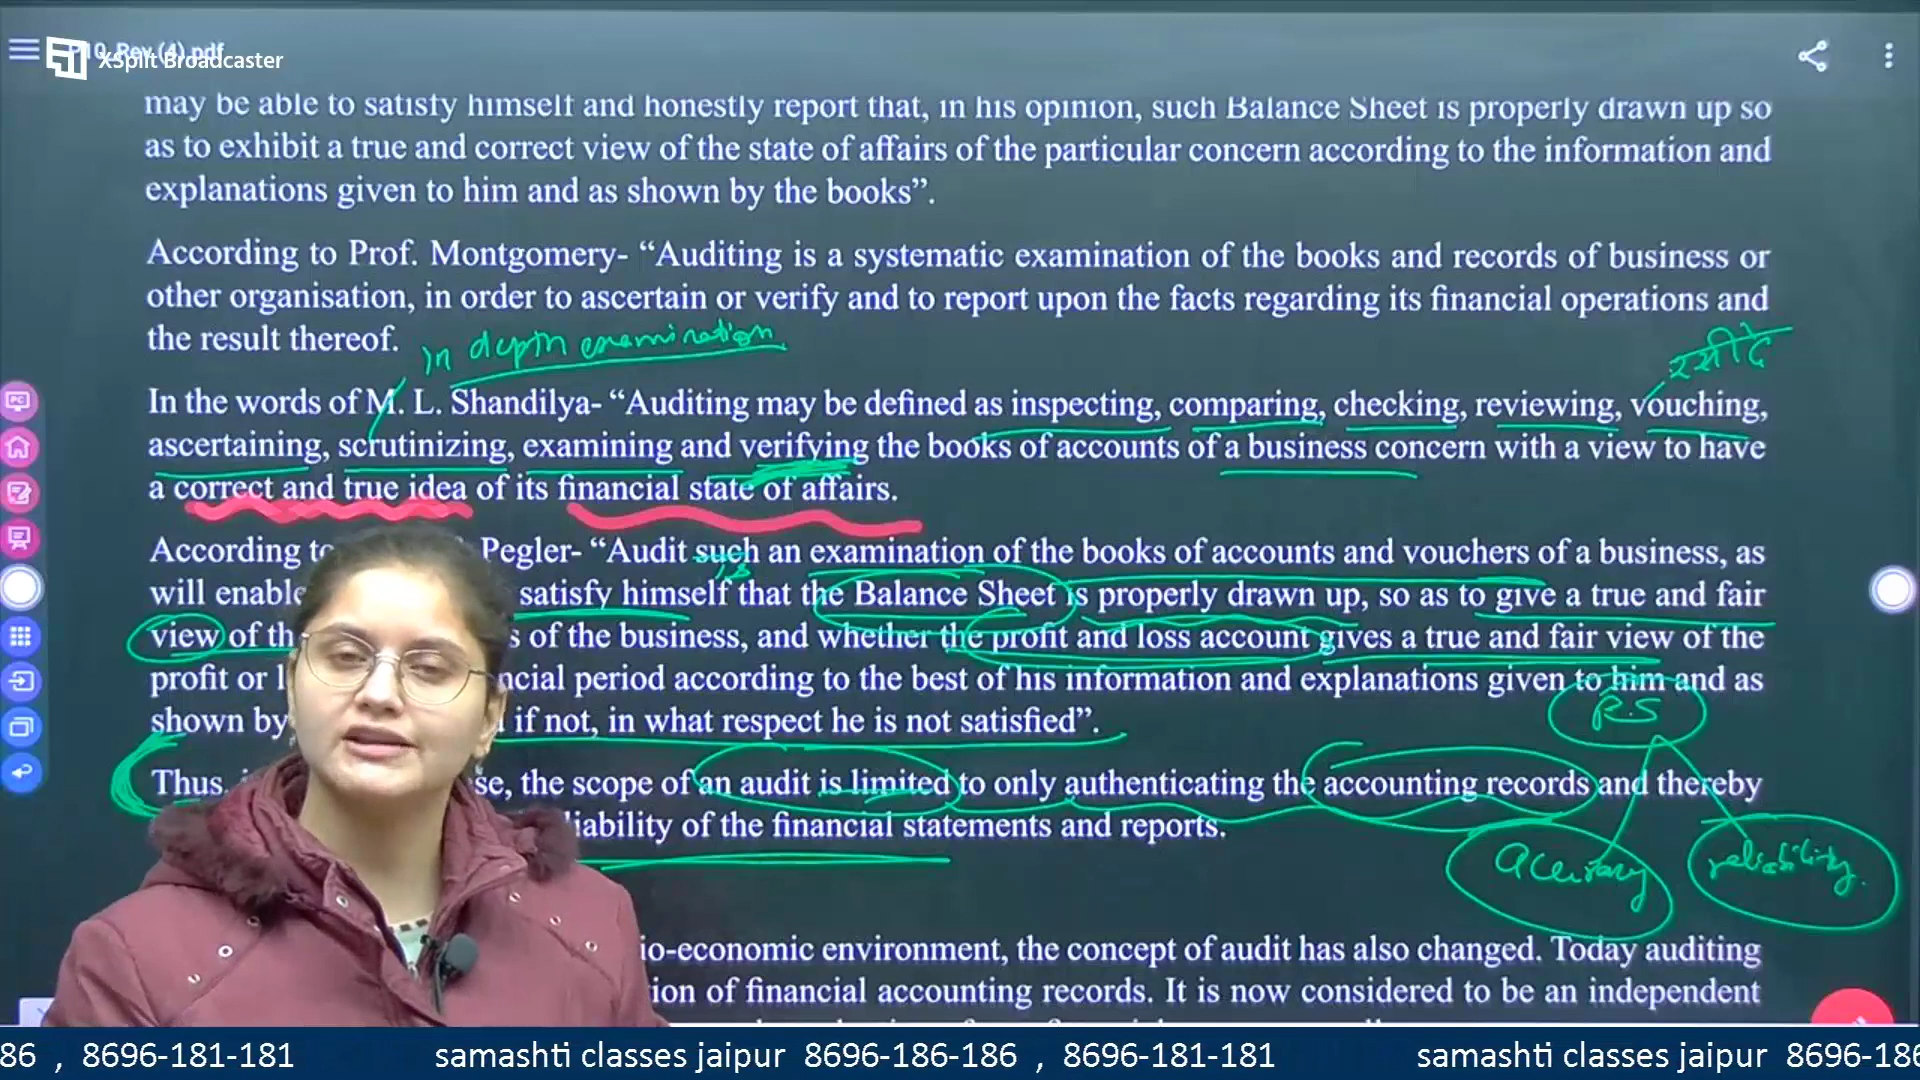 P10_Rev (4).pdf
XSplit Broadcaster
may be able to satisfy himself and honestly report that, in his opinion, such Balance Sheet is properly drawn up so
as to exhibit a true and correct view of the state of affairs of the particular concern according to the information and
explanations given to him and as shown by the books”.
According to Prof. Montgomery- “Auditing is a systematic examination of the books and records of business or
other organisation, in order to ascertain or verify and to report upon the facts regarding its financial operations and
the result thereof.
in depth examination
रसीद
In the words of M. L. Shandilya- “Auditing may be defined as inspecting, comparing, checking, reviewing, vouching,
ascertaining, scrutinizing, examining and verifying the books of accounts of a business concern with a view to have
a correct and true idea of its financial state of affairs.
According Pegler- “Audit such an examination of the books of accounts and vouchers of a business, as
is
will enable satisfy himself that the Balance Sheet is properly drawn up, so as to give a true and fair
view of th s of the business, and whether the profit and loss account gives a true and fair view of the
profit or ncial period according to the best of his information and explanations given to him and as
shown by if not, in what respect he is not satisfied”.
Thus, se, the scope of an audit is limited to only authenticating the accounting records and thereby
liability of the financial statements and reports.
accuracy reliability.
io-economic environment, the concept of audit has also changed. Today auditing
tion of financial accounting records. It is now considered to be an independent
86 , 8696-181-181 samashti classes jaipur 8696-186-186 , 8696-181-181 samashti classes jaipur 8696-186